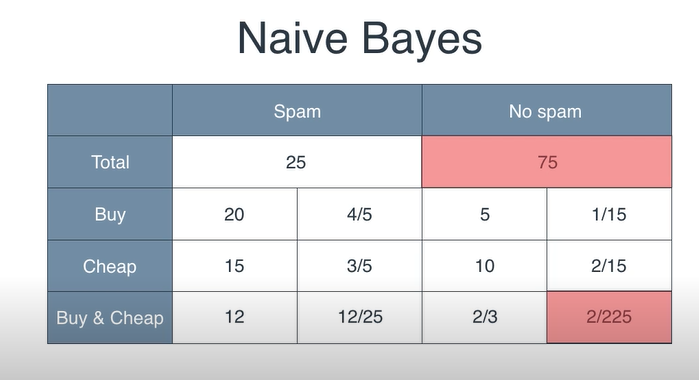 Naive Bayes
Spam No spam
Total 25 75
Buy 20 4/5 5 1/15
Cheap 15 3/5 10 2/15
Buy & Cheap 12 12/25 2/3 2/225